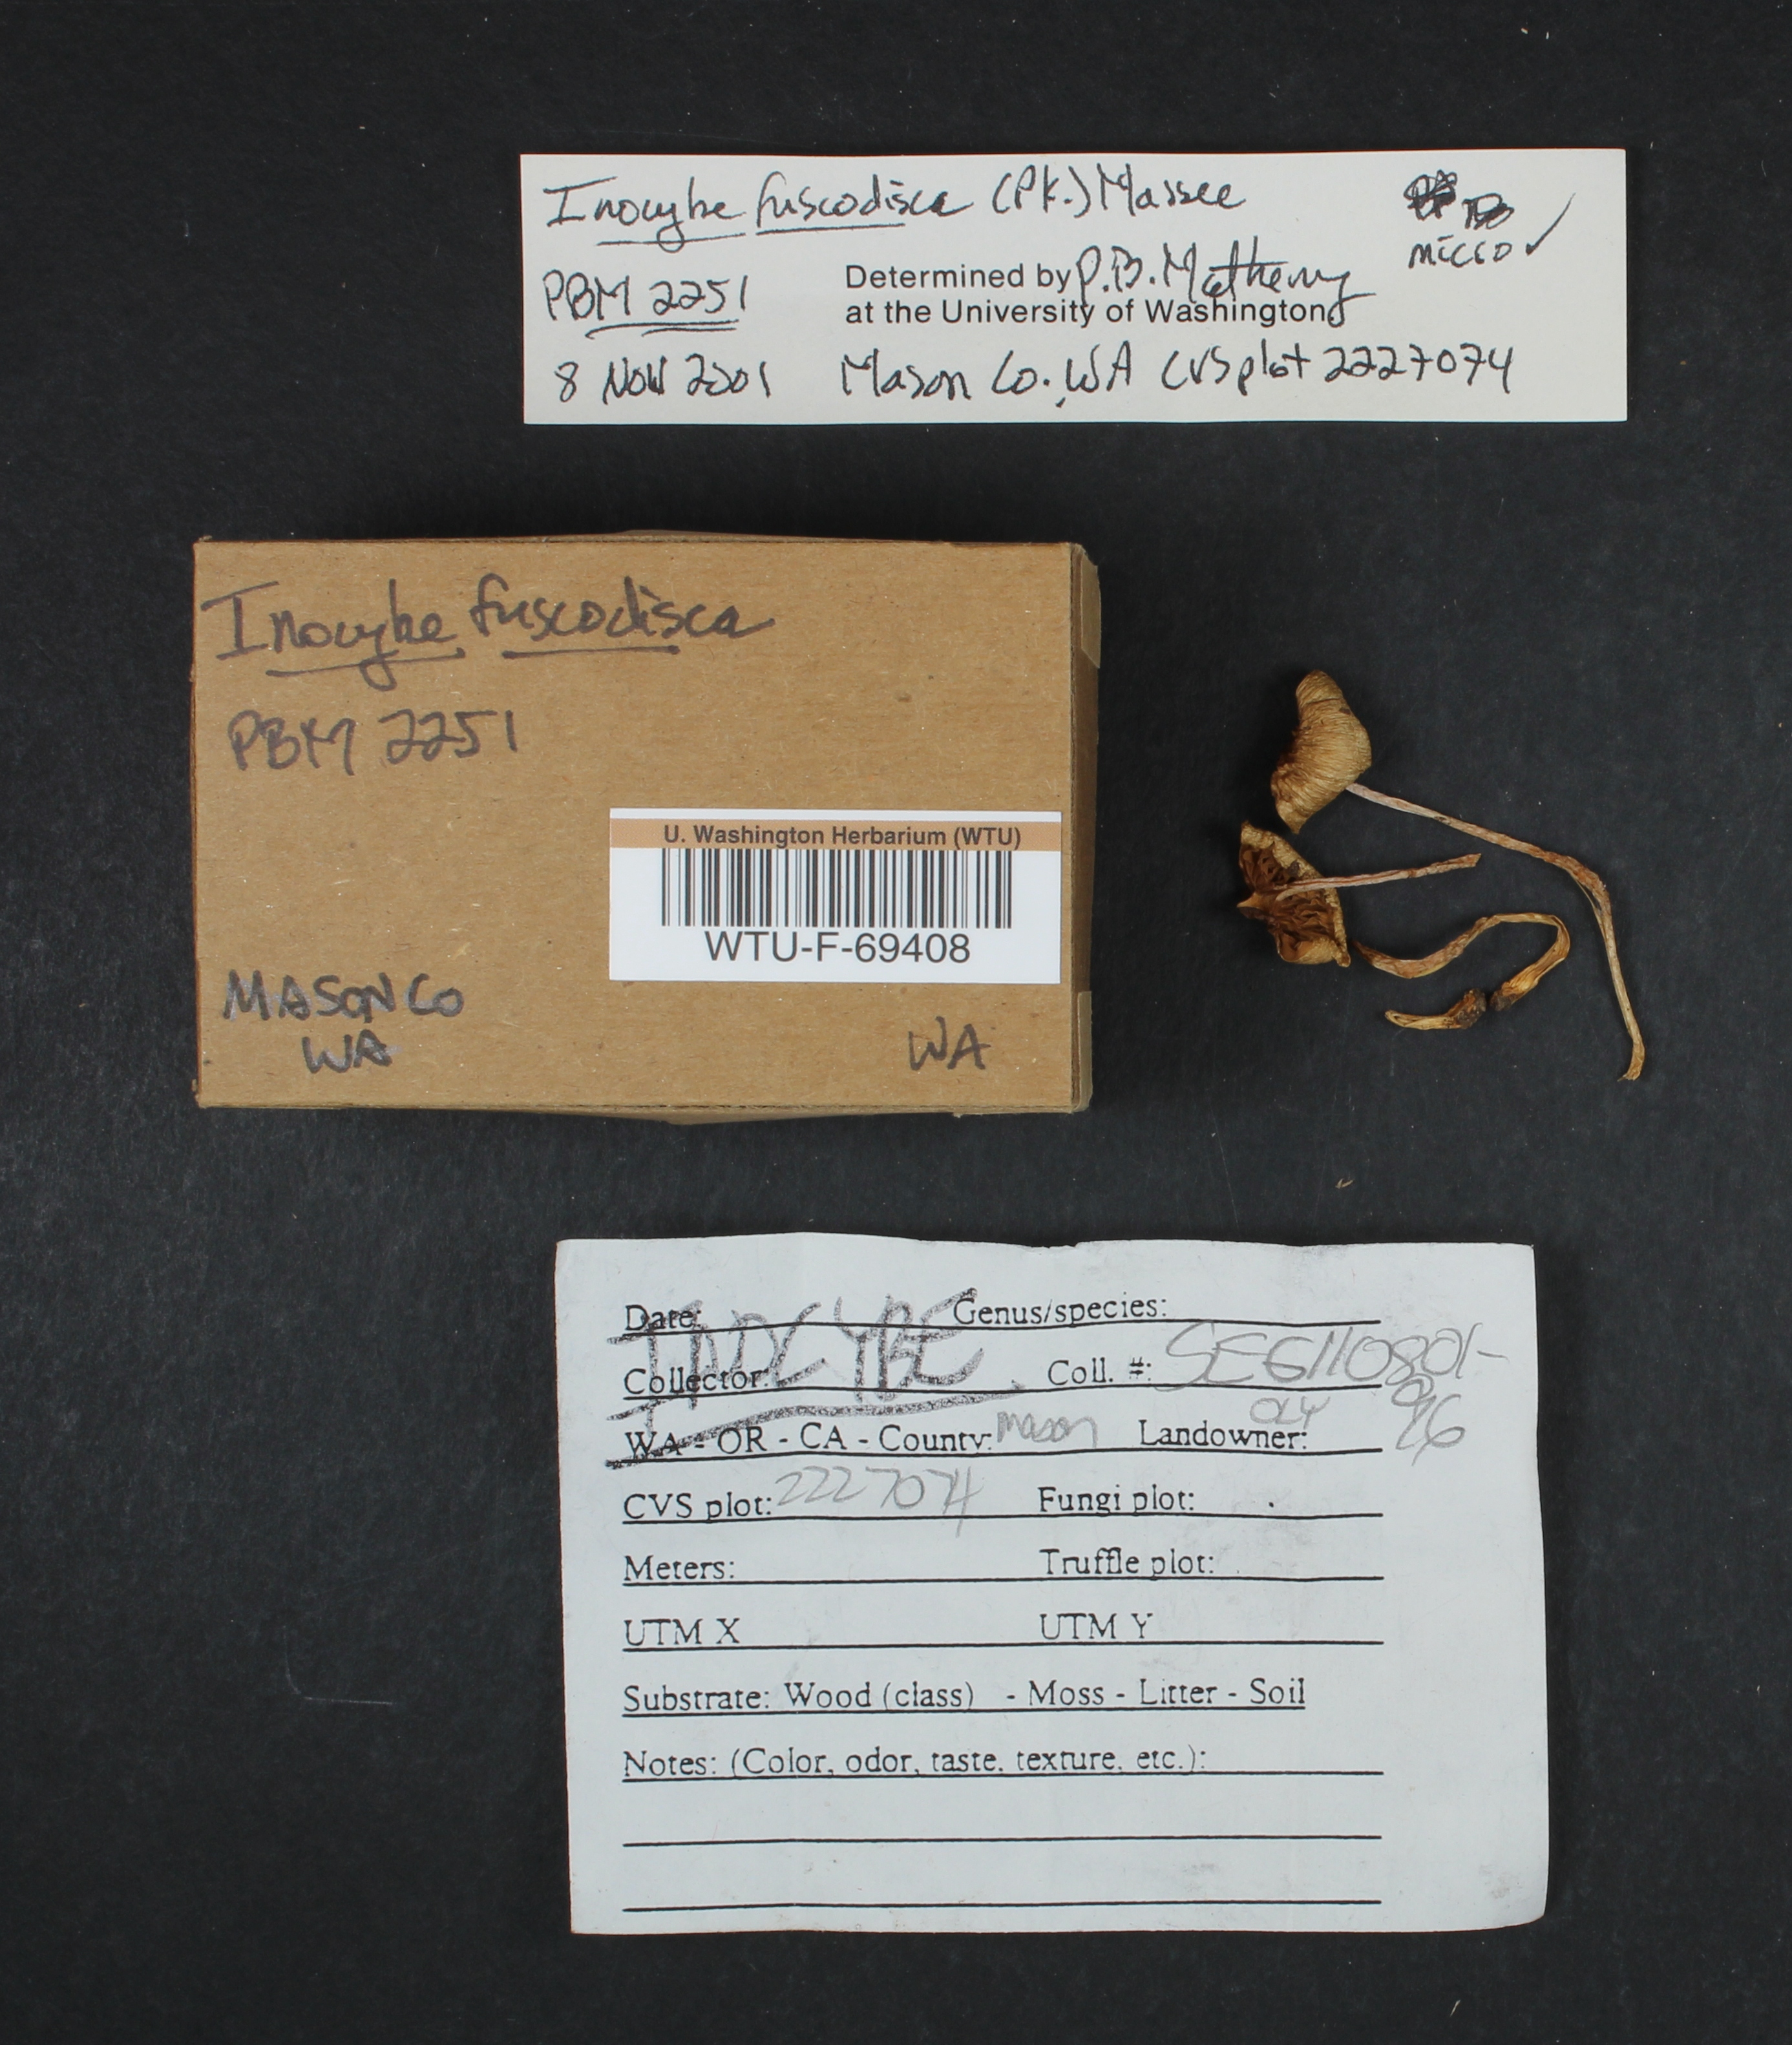 Inocybe fuscodisca (Pk.) Massee
micro ✓
PBM 2251
Determined by P.B. Matheny
at the University of Washington
8 Nov 2001 Mason Co., WA CVS plot 2227074
Inocybe fuscodisca
PBM 2251
U. Washington Herbarium (WTU)
WTU-F-69408
MASON CO
WA
WA
Date: Genus/species:
INOCYBE
Collector: Coll. #: SEG110801-
96
WA - OR - CA - County: Mason Landowner: OLY
CVS plot: 2227074 Fungi plot:
Meters: Truffle plot:
UTM X UTM Y
Substrate: Wood (class) - Moss - Litter - Soil
Notes: (Color, odor, taste, texture, etc.):